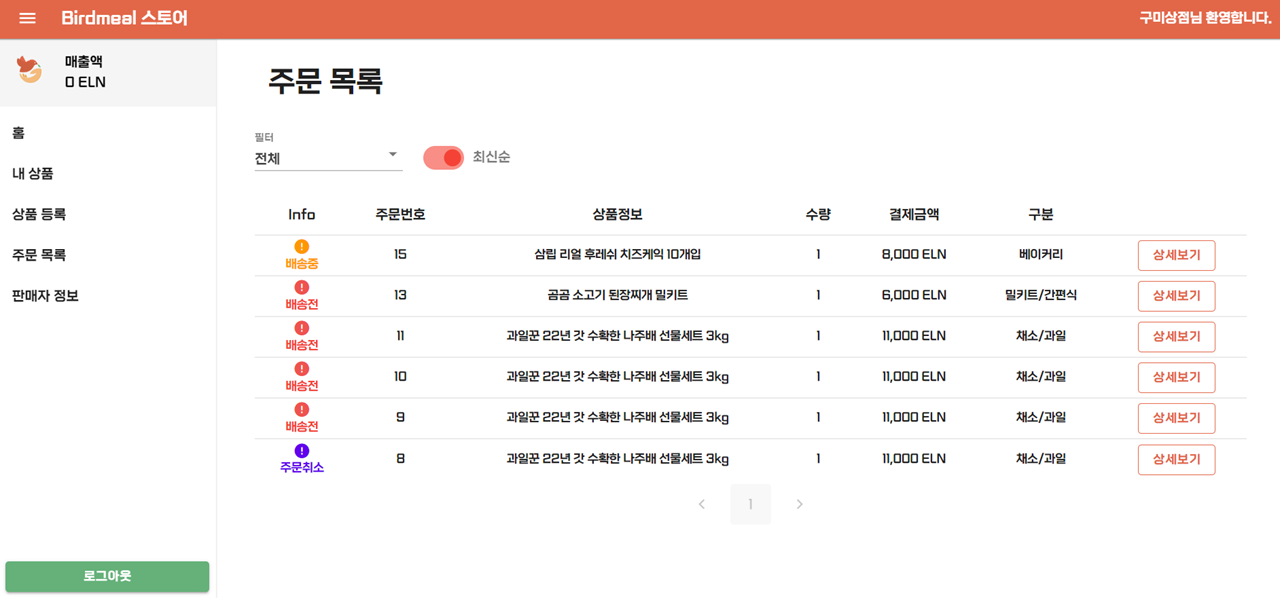 Birdmeal 스토어
구미상점님 환영합니다.
매출액
0 ELN
홈
내 상품
상품 등록
주문 목록
판매자 정보
로그아웃
주문 목록
필터
전체
최신순
Info 주문번호 상품정보 수량 결제금액 구분
배송중 15 삼립 리얼 후레쉬 치즈케익 10개입 1 8,000 ELN 베이커리 상세보기
배송전 13 곰곰 소고기 된장찌개 밀키트 1 6,000 ELN 밀키트/간편식 상세보기
배송전 11 과일꾼 22년 갓 수확한 나주배 선물세트 3kg 1 11,000 ELN 채소/과일 상세보기
배송전 10 과일꾼 22년 갓 수확한 나주배 선물세트 3kg 1 11,000 ELN 채소/과일 상세보기
배송전 9 과일꾼 22년 갓 수확한 나주배 선물세트 3kg 1 11,000 ELN 채소/과일 상세보기
주문취소 8 과일꾼 22년 갓 수확한 나주배 선물세트 3kg 1 11,000 ELN 채소/과일 상세보기
1